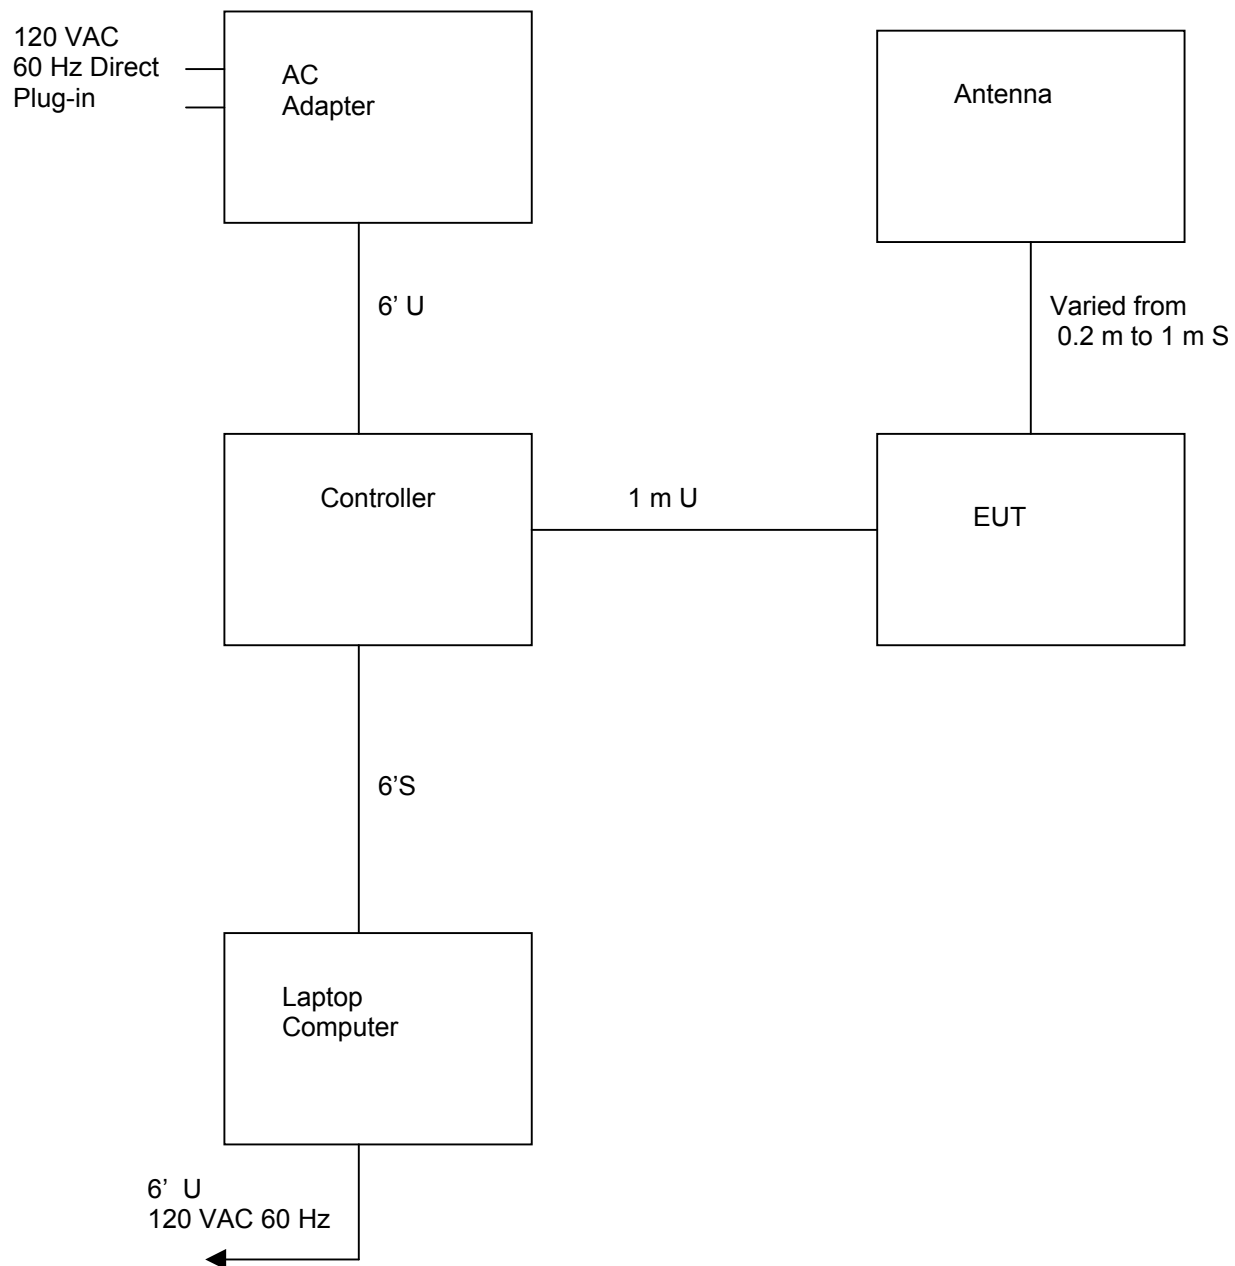 120 VAC
60 Hz Direct
Plug-in
AC
Adapter
Antenna
6’ U
Varied from
0.2 m to 1 m S
Controller
1 m U
EUT
6’S
Laptop
Computer
6’ U
120 VAC 60 Hz